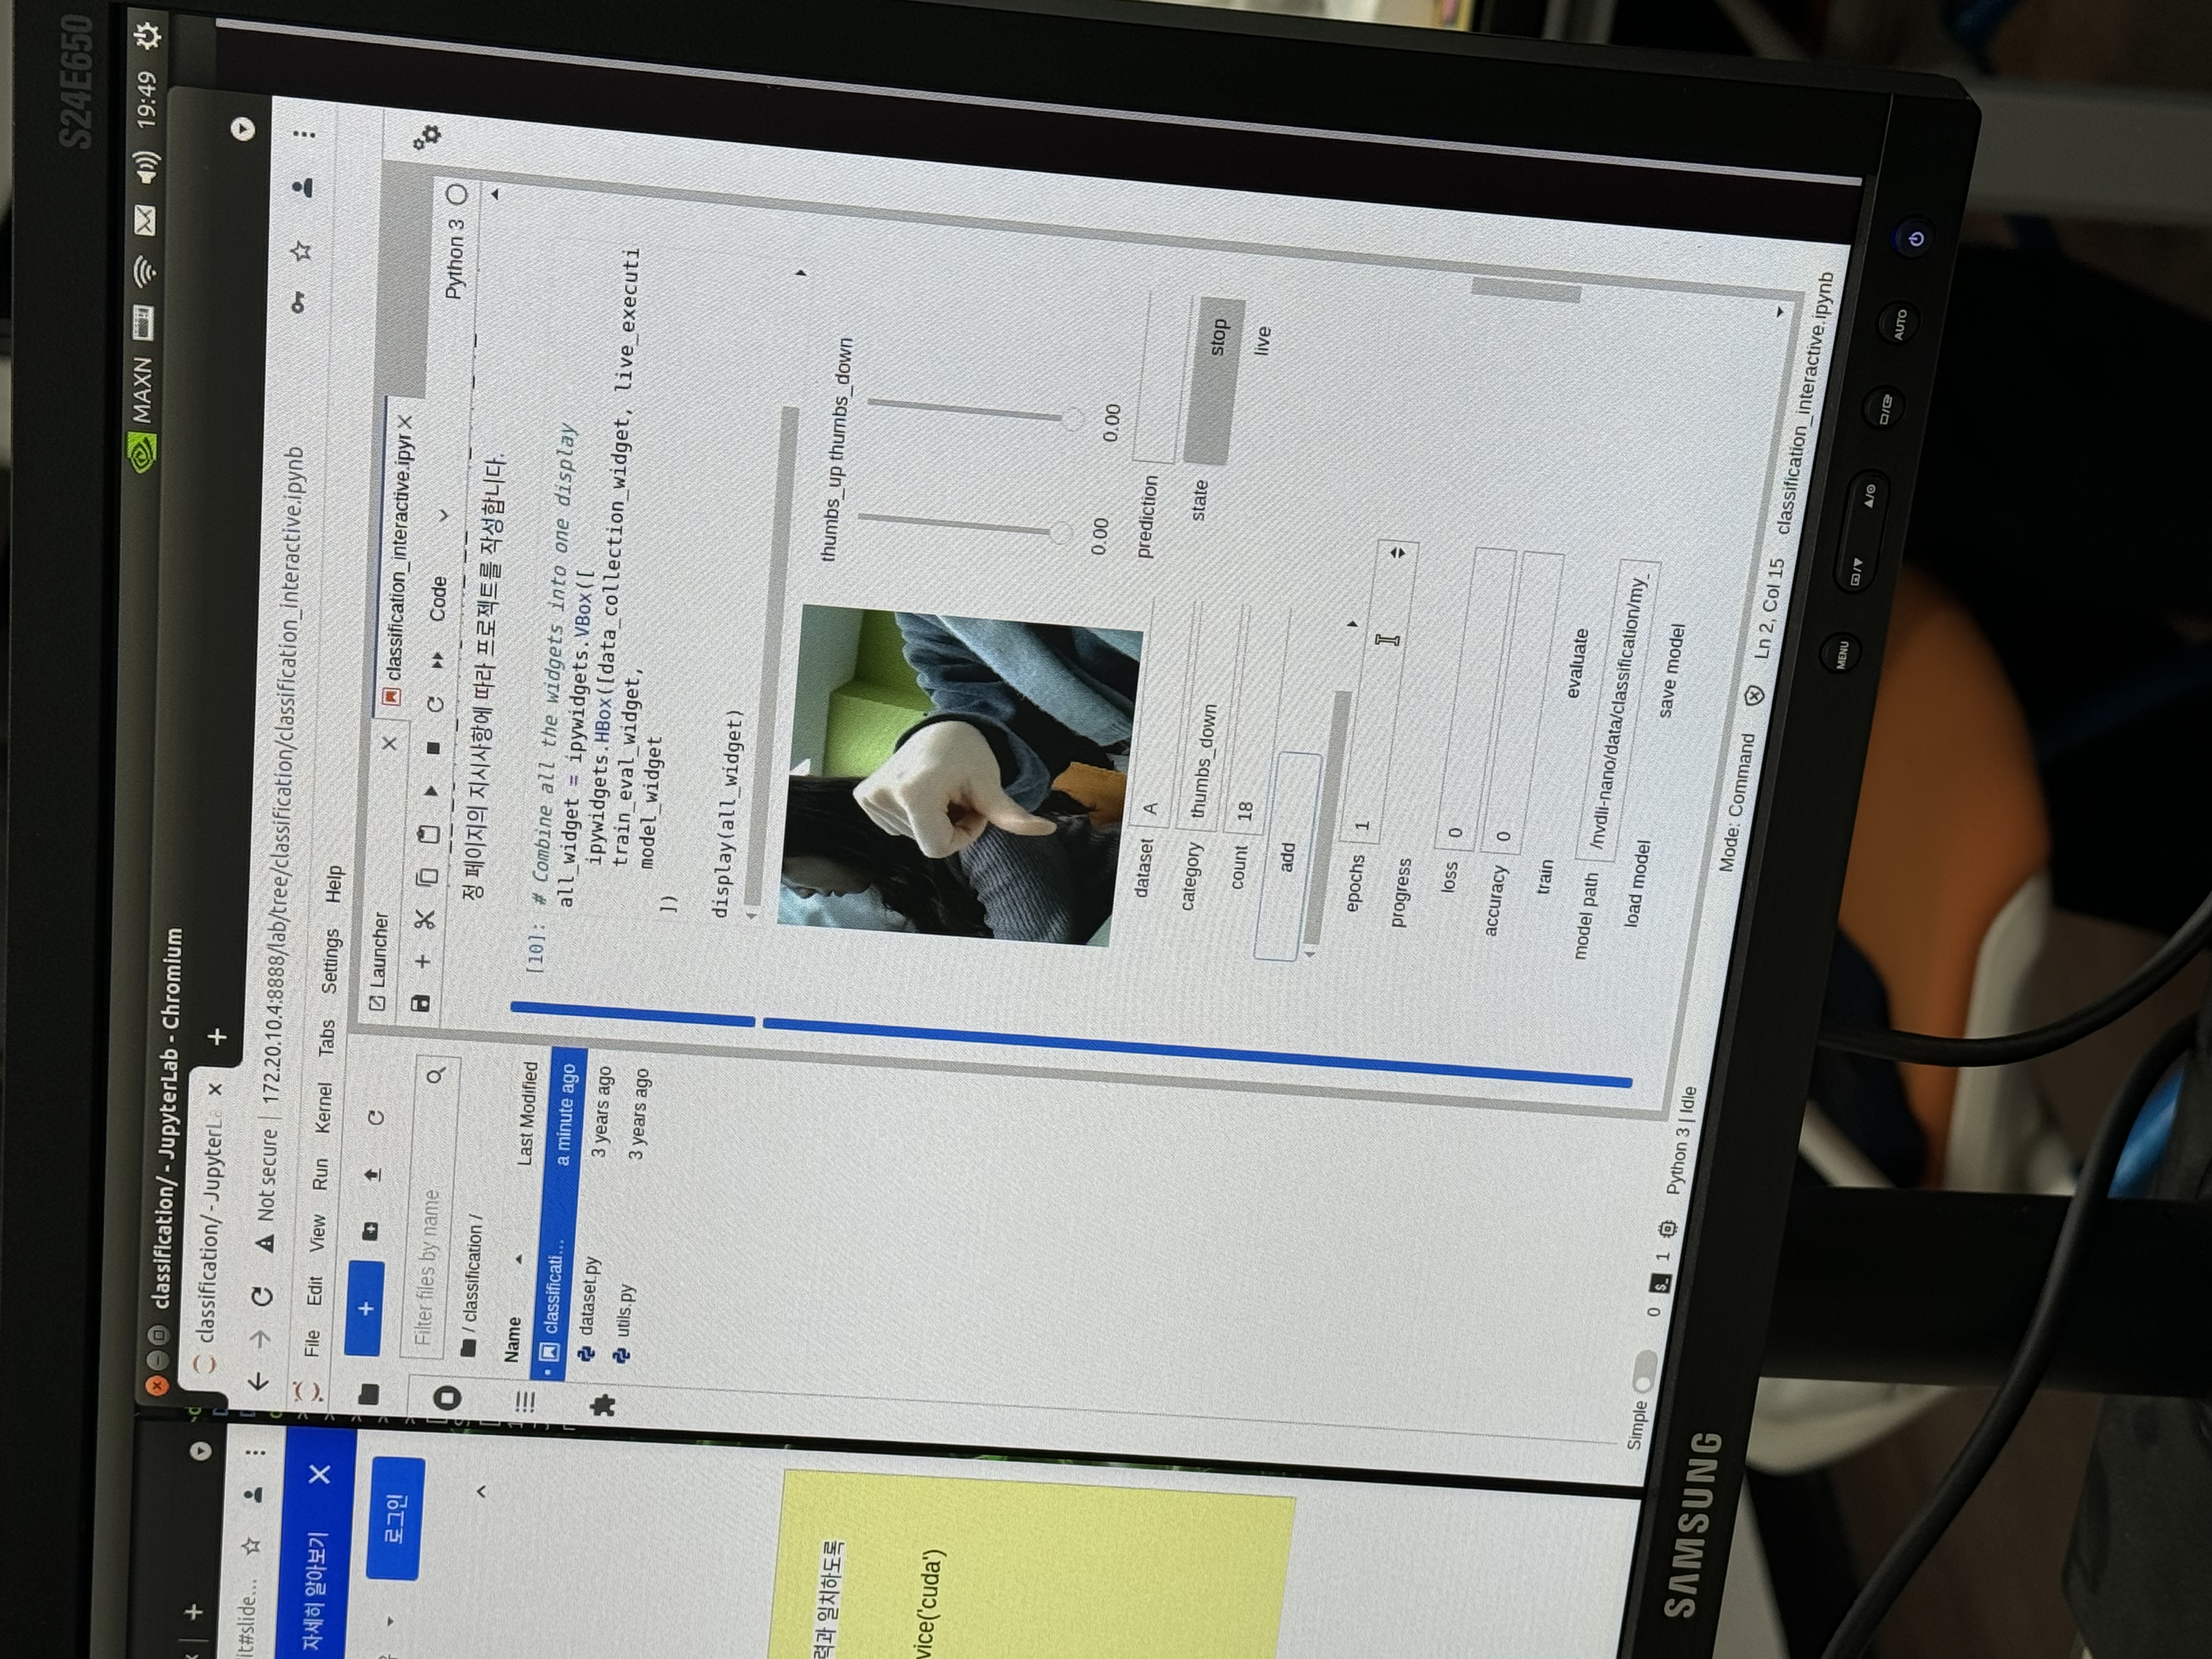 S24E650
MAXN
19:49
classification/ - JupyterLab - Chromium
classification/ - JupyterLa
it#slide...
Not secure
172.20.10.4:8888/lab/tree/classification/classification_interactive.ipynb
자세히 알아보기
로그인
File Edit View Run Kernel Tabs Settings Help
Launcher
classification_interactive.ipyr
Filter files by name
Code
Python 3
/ classification /
Name
Last Modified
classificati...
a minute ago
dataset.py
3 years ago
utils.py
3 years ago
정 페이지의 지시사항에 따라 프로젝트를 작성합니다.
[10]:
# Combine all the widgets into one display
all_widget = ipywidgets.VBox([
ipywidgets.HBox([data_collection_widget, live_executi
train_eval_widget,
model_widget
])
display(all_widget)
력과 일치하도록
vice('cuda')
thumbs_up thumbs_down
0.00
0.00
dataset A
prediction
category thumbs_down
state stop
count 18
live
add
epochs 1
progress
loss 0
accuracy 0
train
evaluate
model path /nvdli-nano/data/classification/my_
load model
save model
Simple
0
$_
1
Python 3 | Idle
Mode: Command
Ln 2, Col 15
classification_interactive.ipynb
SAMSUNG
MENU
AUTO